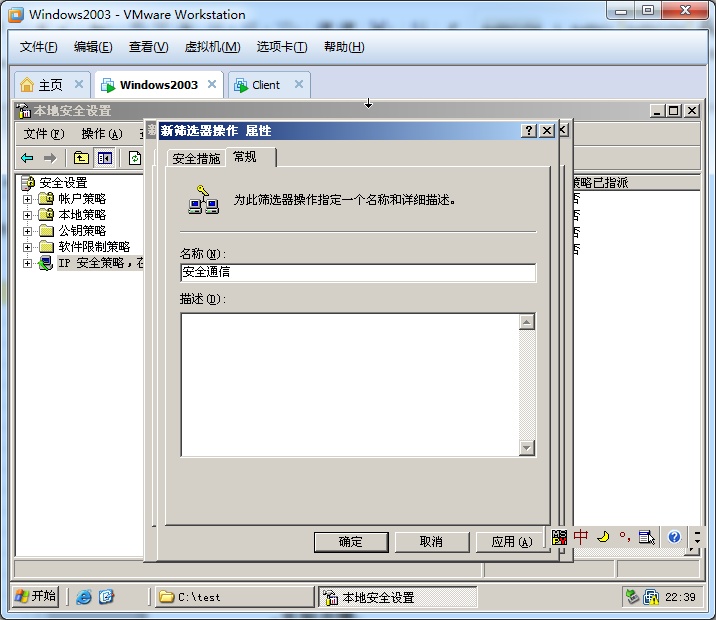 Windows2003 - VMware Workstation
文件(F) 编辑(E) 查看(V) 虚拟机(M) 选项卡(T) 帮助(H)
主页 Windows2003 Client
本地安全设置
文件(F) 操作(A)
新筛选器操作 属性
安全措施 常规
安全设置
帐户策略
本地策略
公钥策略
软件限制策略
IP 安全策略，在
为此筛选器操作指定一个名称和详细描述。
名称(N):
安全通信
描述(D):
策略已指派
否
否
否
否
确定 取消 应用(A)
中
开始 C:\test 本地安全设置 22:39